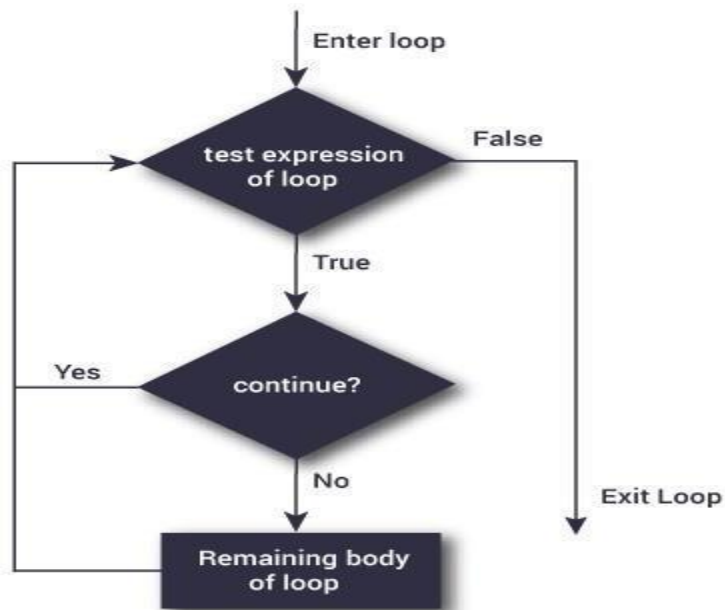 Enter loop
test expression
of loop
False
True
Yes
continue?
No
Exit Loop
Remaining body
of loop